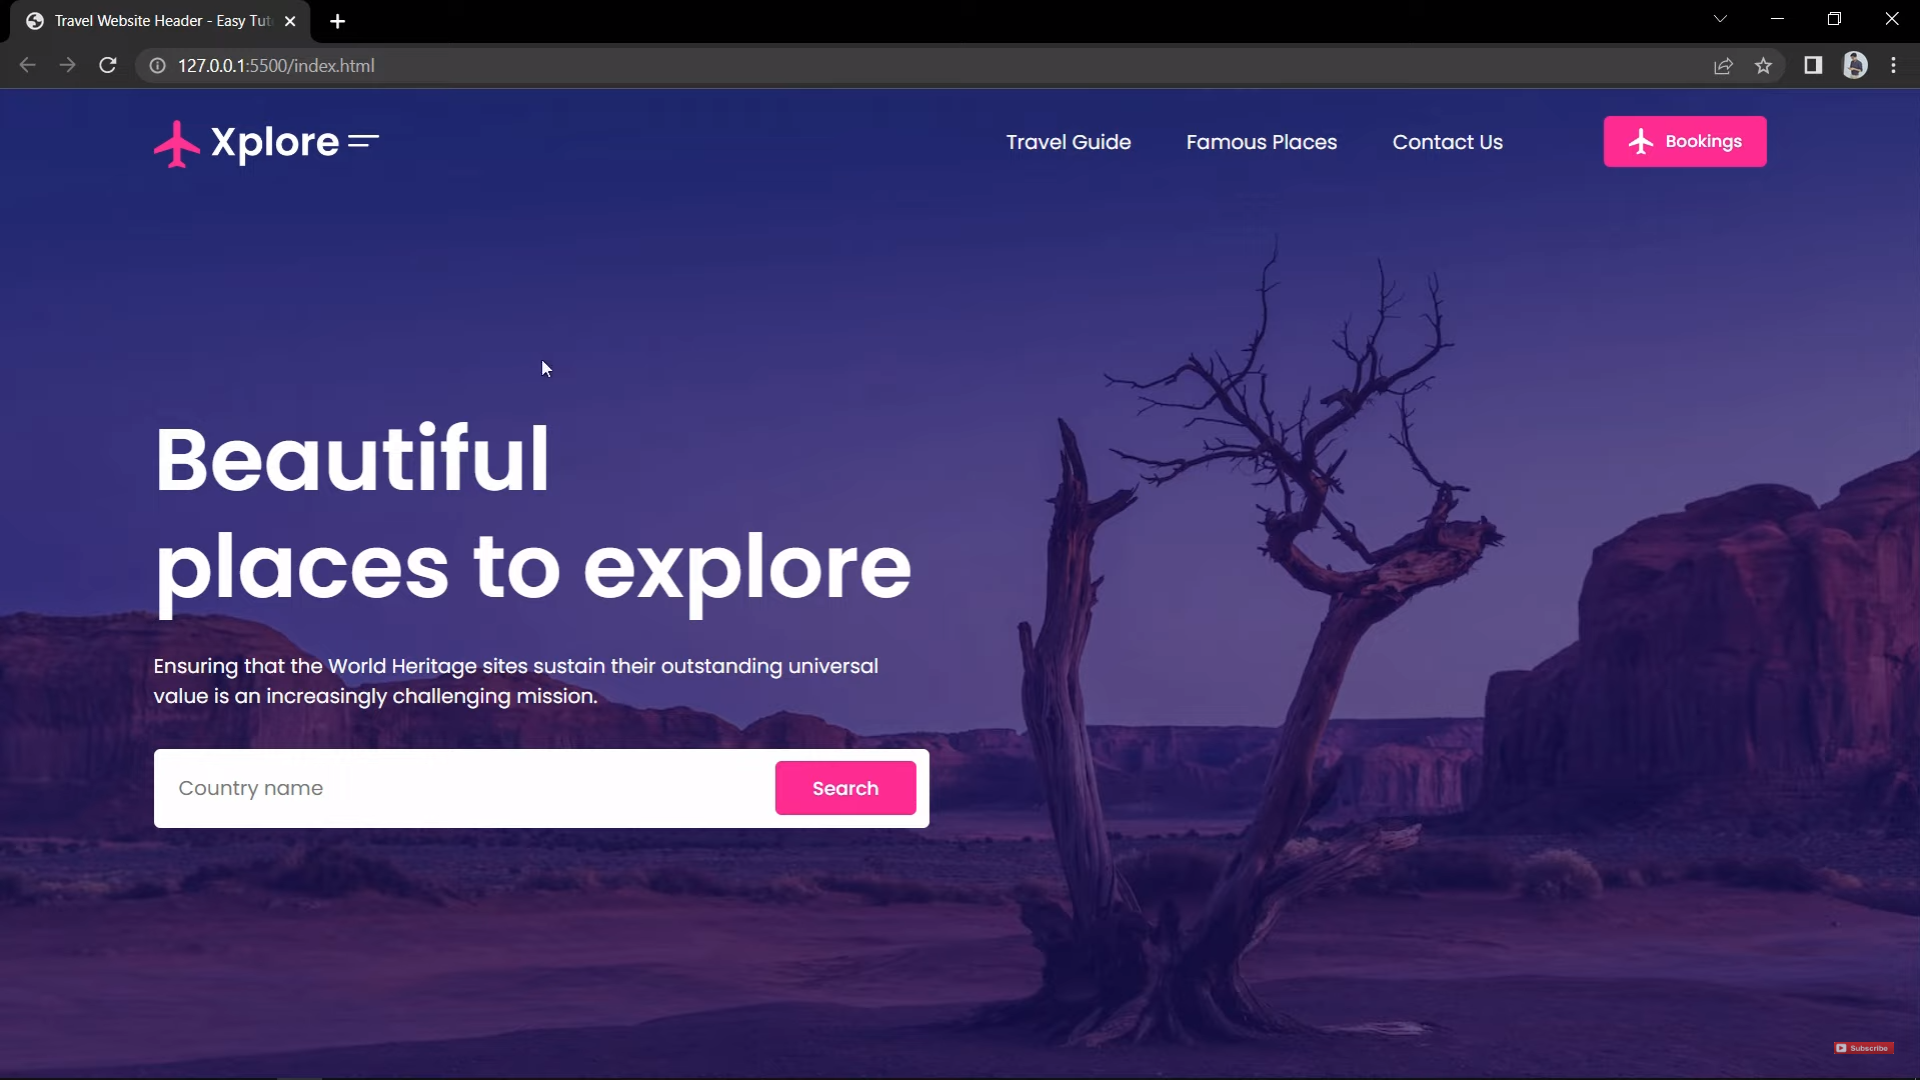 Travel Website Header - Easy Tut
127.0.0.1:5500/index.html
Xplore
Travel Guide
Famous Places
Contact Us
Bookings
Beautiful
places to explore
Ensuring that the World Heritage sites sustain their outstanding universal
value is an increasingly challenging mission.
Country name
Search
Subscribe